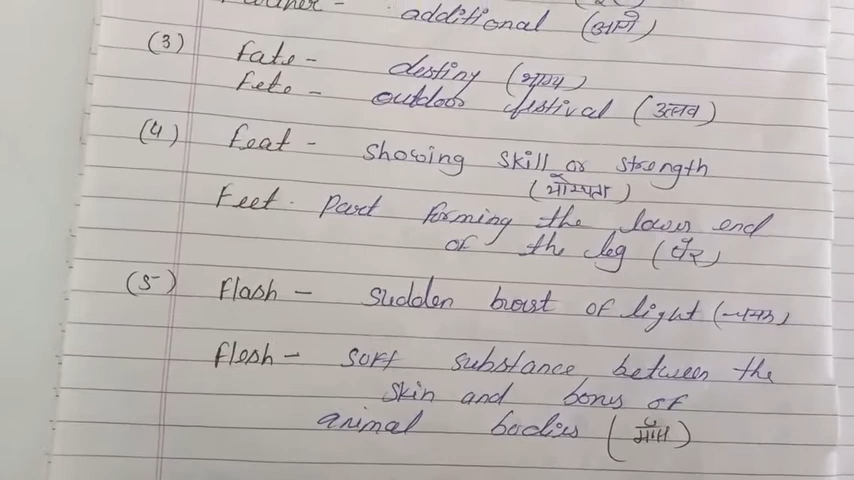 additional (आगे)
(3) Fate - destiny (भाग्य)
Fete - outdoor festival (उत्सव)
(4) Feat - Showing skill or strength
(योग्यता)
Feet - Part forming the lower end
of the leg (पैर)
(5) Flash - sudden burst of light (चमक)
Flesh - soft substance between the
skin and bones of
animal bodies (माँस)